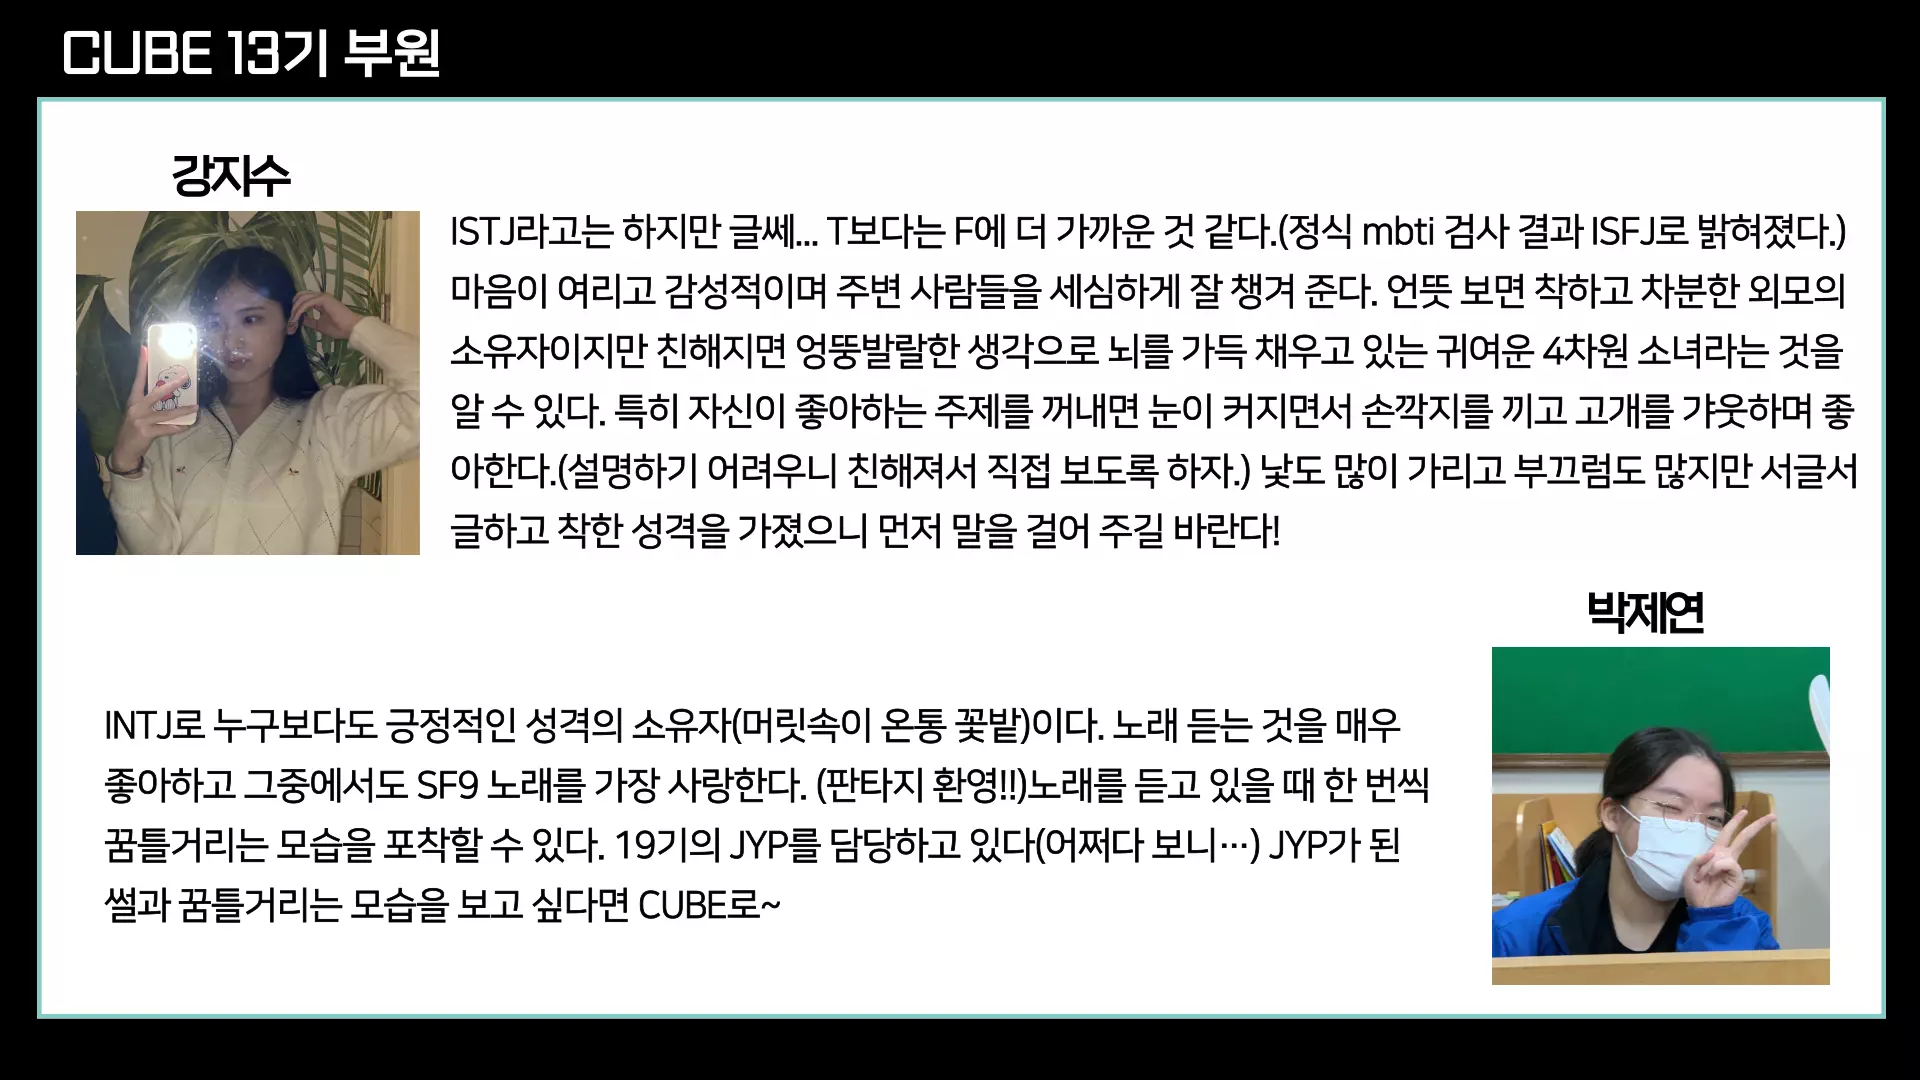 CUBE 13기 부원
강지수
ISTJ라고는 하지만 글쎄... T보다는 F에 더 가까운 것 같다.(정식 mbti 검사 결과 ISFJ로 밝혀졌다.)
마음이 여리고 감성적이며 주변 사람들을 세심하게 잘 챙겨 준다. 언뜻 보면 착하고 차분한 외모의
소유자이지만 친해지면 엉뚱발랄한 생각으로 뇌를 가득 채우고 있는 귀여운 4차원 소녀라는 것을
알 수 있다. 특히 자신이 좋아하는 주제를 꺼내면 눈이 커지면서 손깍지를 끼고 고개를 갸웃하며 좋
아한다.(설명하기 어려우니 친해져서 직접 보도록 하자.) 낯도 많이 가리고 부끄럼도 많지만 서글서
글하고 착한 성격을 가졌으니 먼저 말을 걸어 주길 바란다!
박제연
INTJ로 누구보다도 긍정적인 성격의 소유자(머릿속이 온통 꽃밭)이다. 노래 듣는 것을 매우
좋아하고 그중에서도 SF9 노래를 가장 사랑한다. (판타지 환영!!)노래를 듣고 있을 때 한 번씩
꿈틀거리는 모습을 포착할 수 있다. 19기의 JYP를 담당하고 있다(어쩌다 보니…) JYP가 된
썰과 꿈틀거리는 모습을 보고 싶다면 CUBE로~